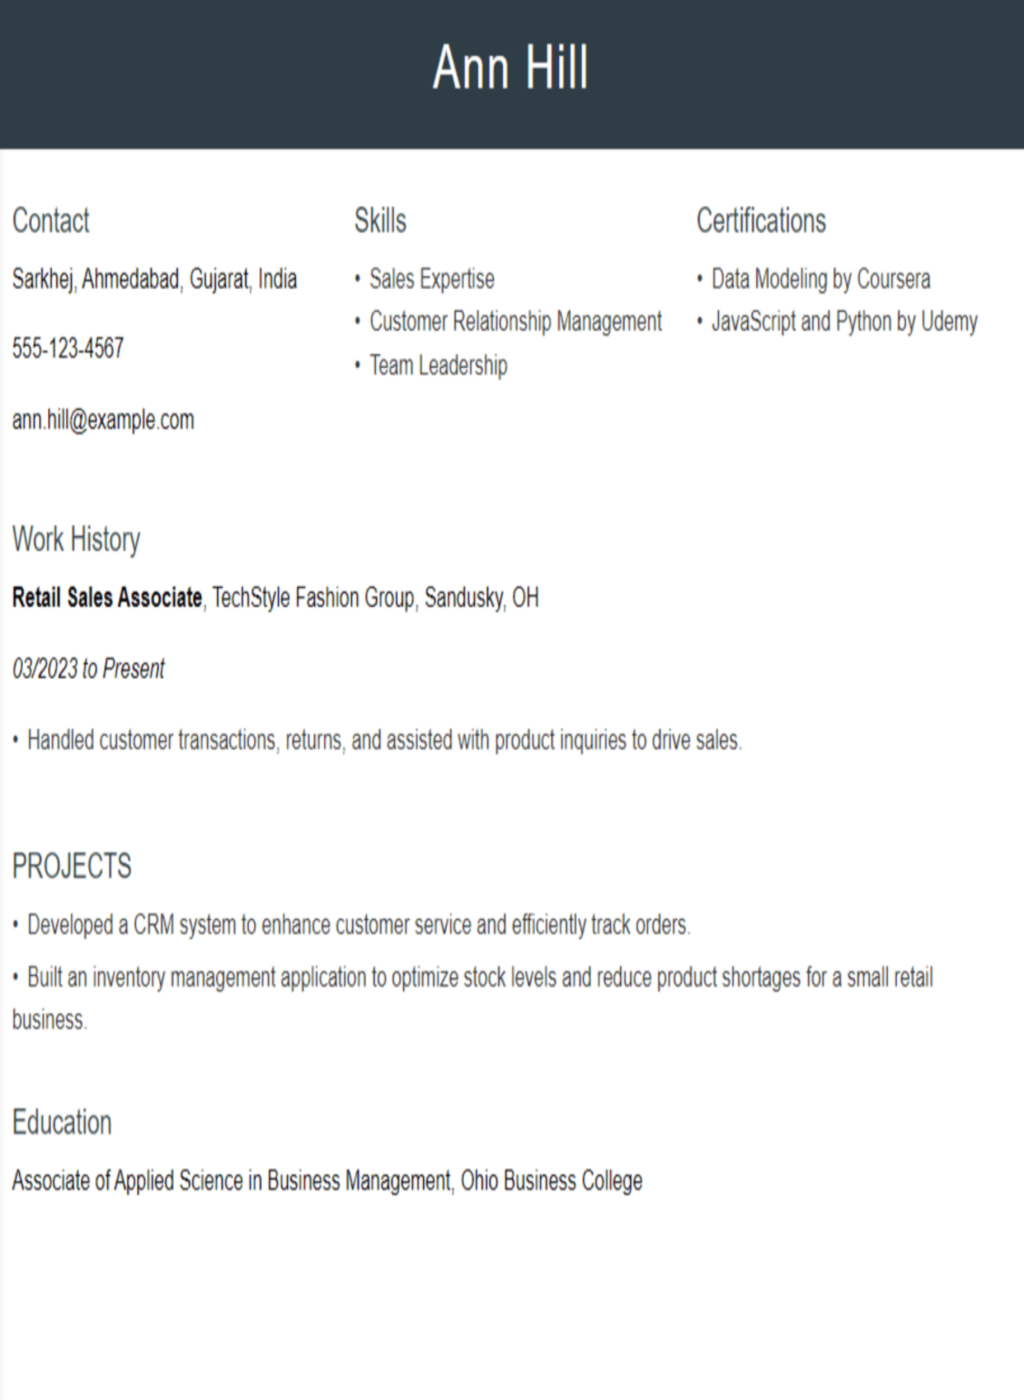 Ann Hill
Contact
Sarkhej, Ahmedabad, Gujarat, India
555-123-4567
ann.hill@example.com
Skills
• Sales Expertise
• Customer Relationship Management
• Team Leadership
Certifications
• Data Modeling by Coursera
• JavaScript and Python by Udemy
Work History
Retail Sales Associate, TechStyle Fashion Group, Sandusky, OH
03/2023 to Present
• Handled customer transactions, returns, and assisted with product inquiries to drive sales.
PROJECTS
• Developed a CRM system to enhance customer service and efficiently track orders.
• Built an inventory management application to optimize stock levels and reduce product shortages for a small retail
business.
Education
Associate of Applied Science in Business Management, Ohio Business College